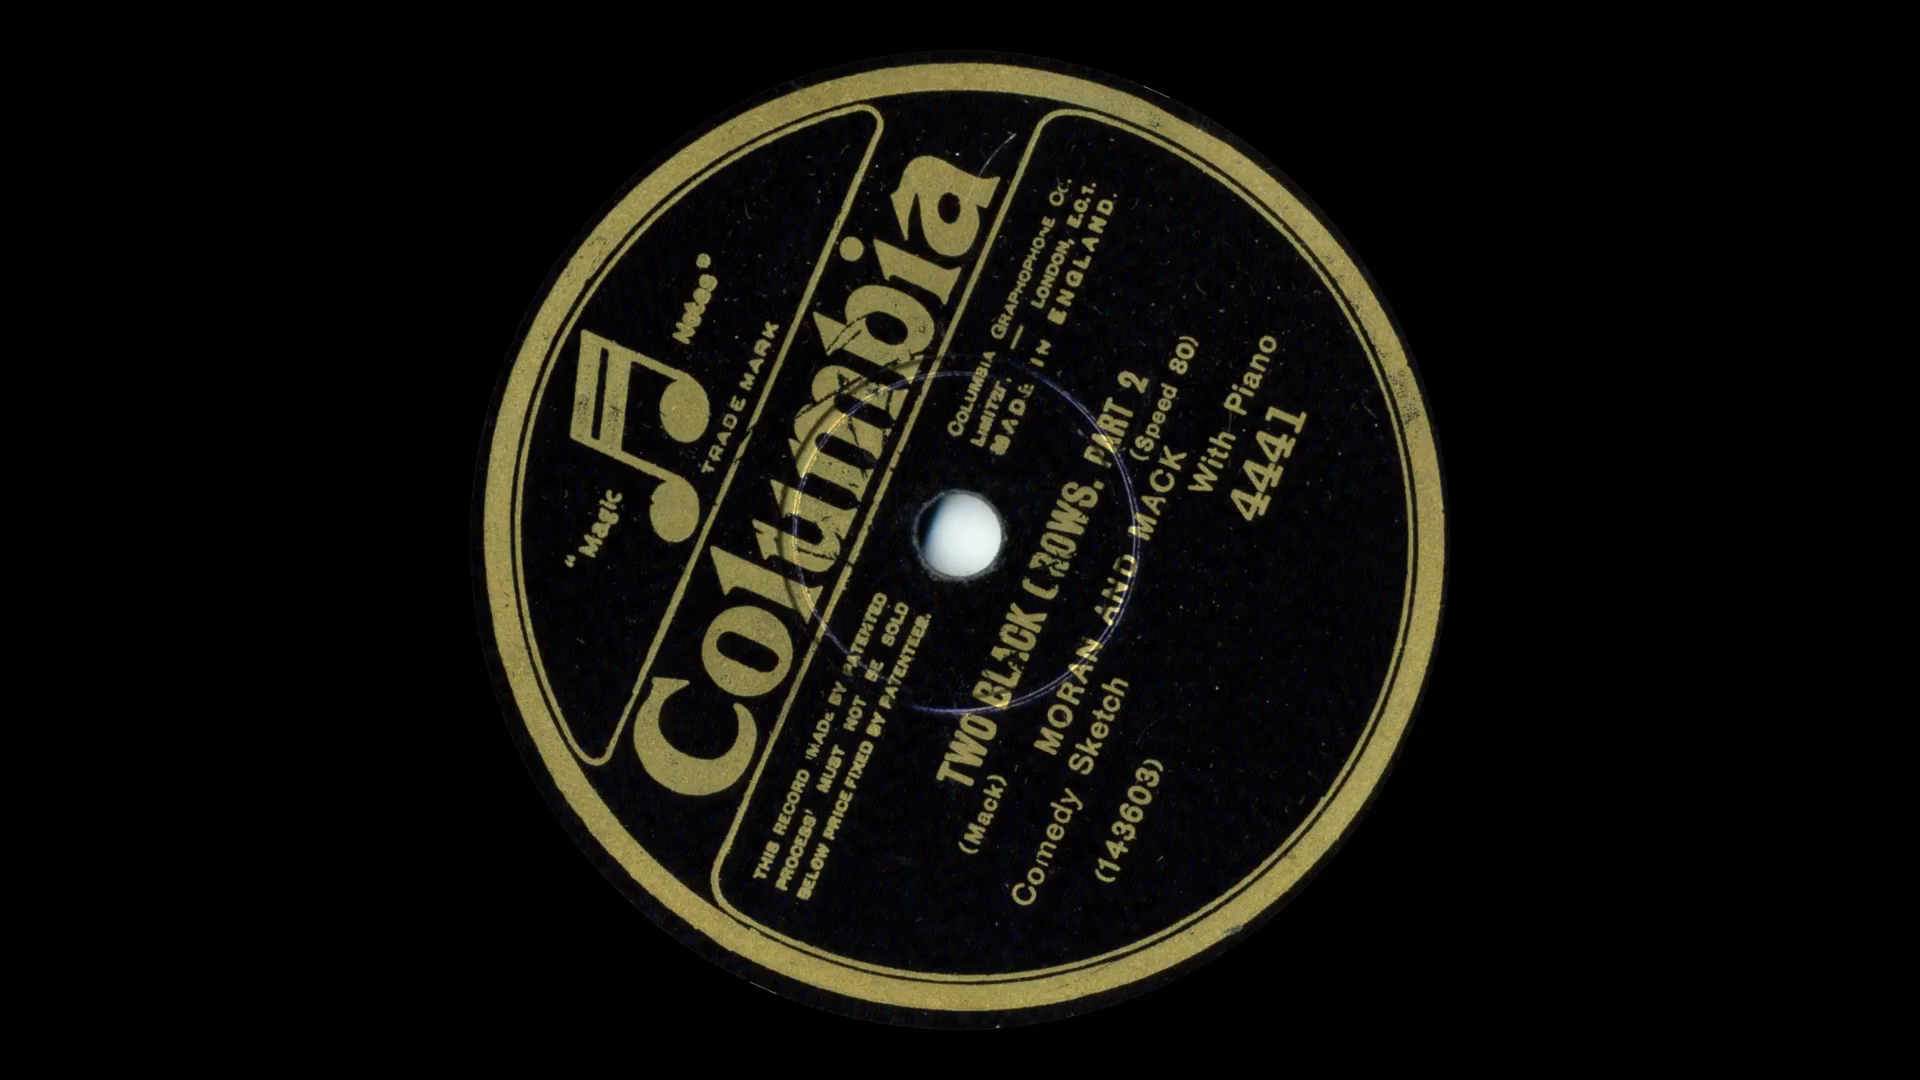 "Magic Notes"
TRADE MARK
Columbia
COLUMBIA GRAPHOPHONE CO.
LIMITED. — LONDON, E.C.1.
MADE IN ENGLAND.
THIS RECORD 'MADE BY PATENTED
PROCESS' MUST NOT BE SOLD
BELOW PRICE FIXED BY PATENTEER.
TWO BLACK CROWS. PART 2
(Mack) (Speed 80)
MORAN AND MACK
Comedy Sketch With Piano
(143603) 4441